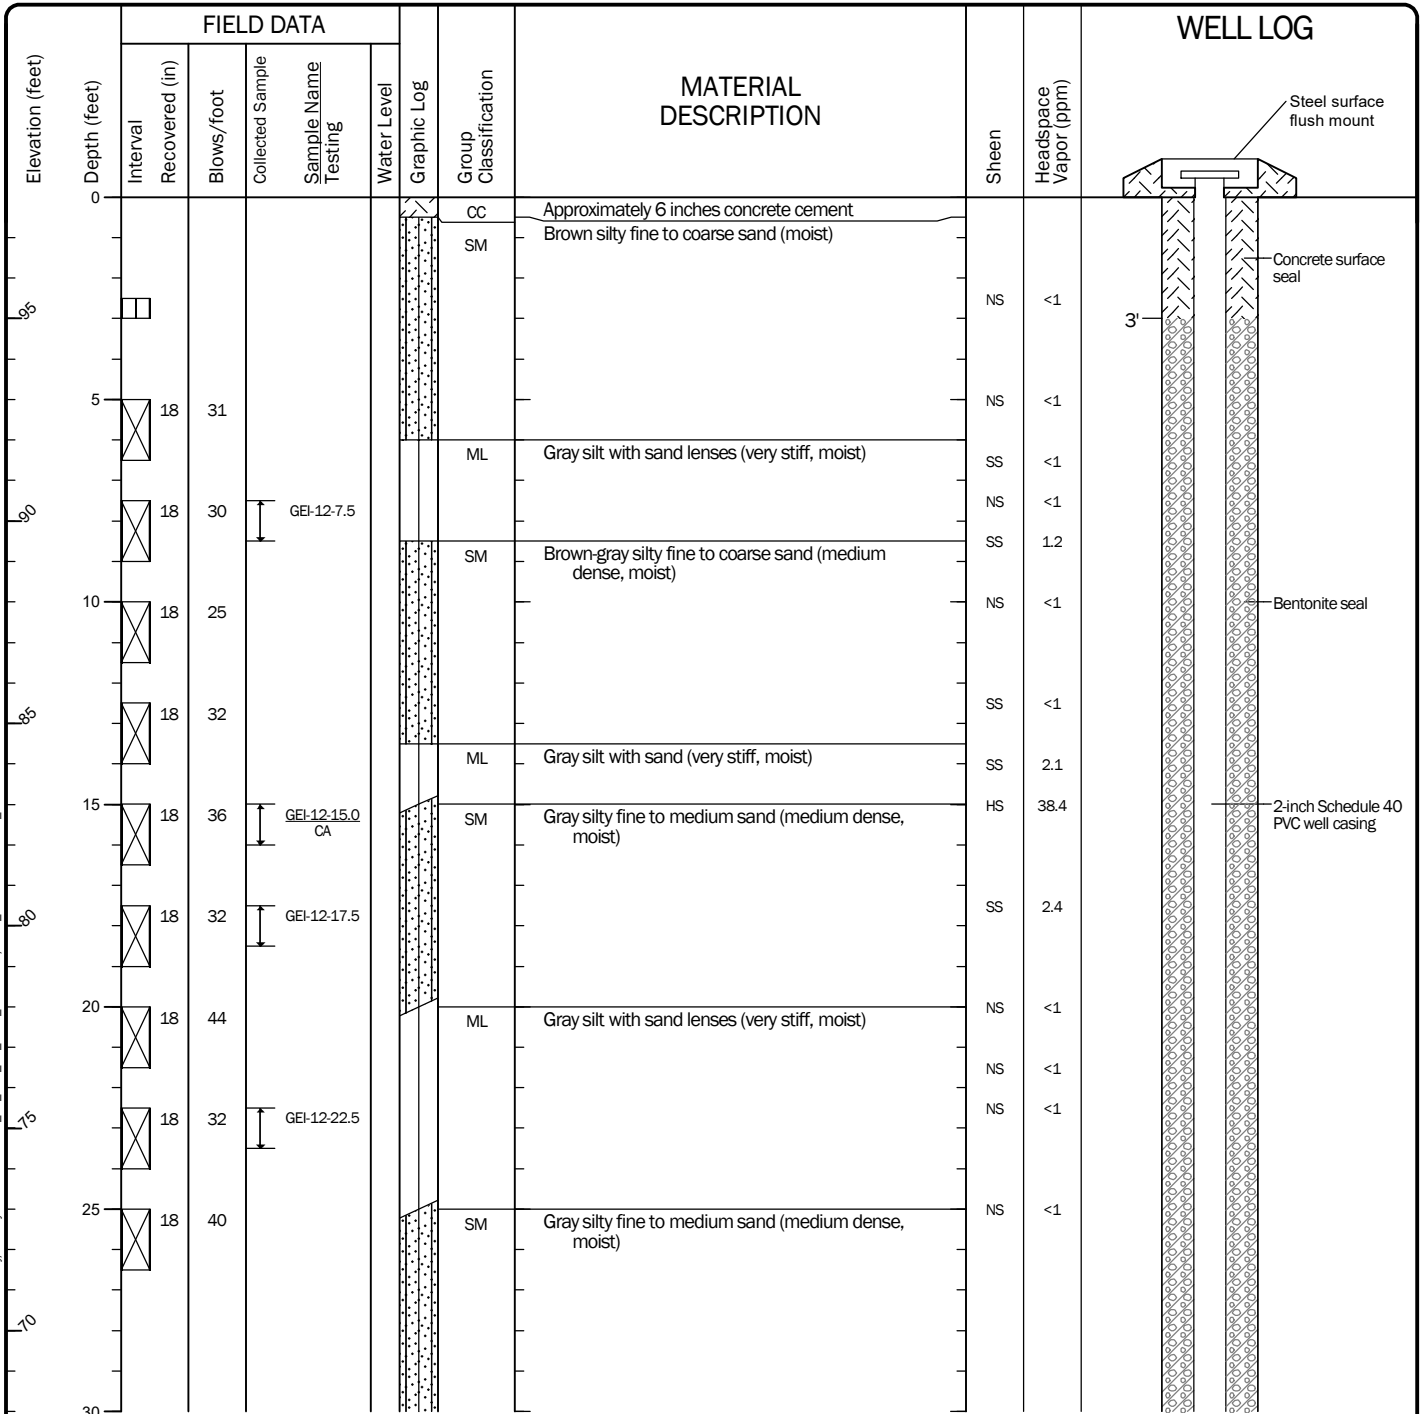 FIELD DATA
WELL LOG
Elevation (feet)
Depth (feet)
Interval
Recovered (in)
Blows/foot
Collected Sample
Sample Name
Testing
Water Level
Graphic Log
Group
Classification
MATERIAL
DESCRIPTION
Sheen
Headspace
Vapor (ppm)
Steel surface
flush mount
0
CC
Approximately 6 inches concrete cement
SM
Brown silty fine to coarse sand (moist)
Concrete surface
seal
95
NS
<1
3'
5
18
31
NS
<1
ML
Gray silt with sand lenses (very stiff, moist)
SS
<1
90
18
30
GEI-12-7.5
NS
<1
SS
1.2
SM
Brown-gray silty fine to coarse sand (medium
dense, moist)
10
18
25
NS
<1
Bentonite seal
85
18
32
SS
<1
ML
Gray silt with sand (very stiff, moist)
SS
2.1
15
18
36
GEI-12-15.0
CA
SM
Gray silty fine to medium sand (medium dense,
moist)
HS
38.4
2-inch Schedule 40
PVC well casing
80
18
32
GEI-12-17.5
SS
2.4
20
18
44
ML
Gray silt with sand lenses (very stiff, moist)
NS
<1
NS
<1
75
18
32
GEI-12-22.5
NS
<1
25
18
40
SM
Gray silty fine to medium sand (medium dense,
moist)
NS
<1
70
30